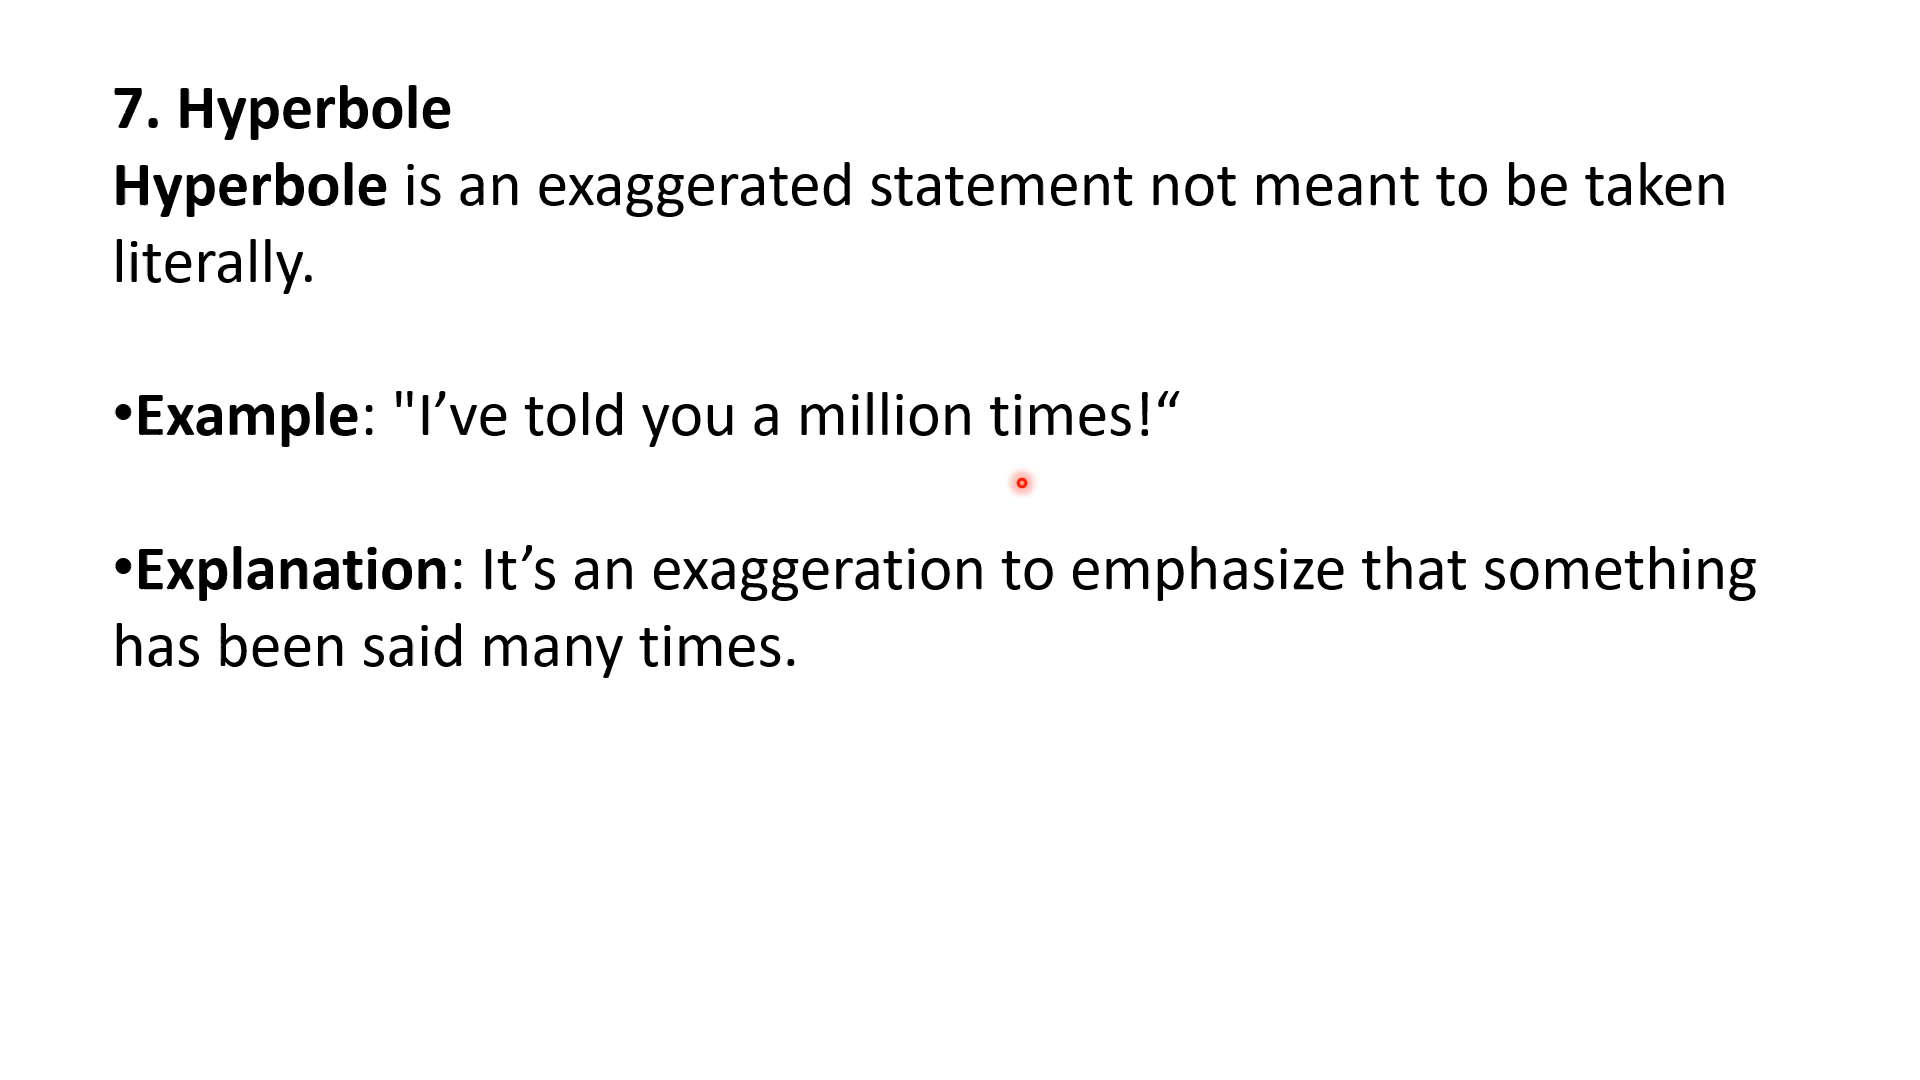 7. Hyperbole
Hyperbole is an exaggerated statement not meant to be taken
literally.
•Example: "I’ve told you a million times!“
•Explanation: It’s an exaggeration to emphasize that something
has been said many times.